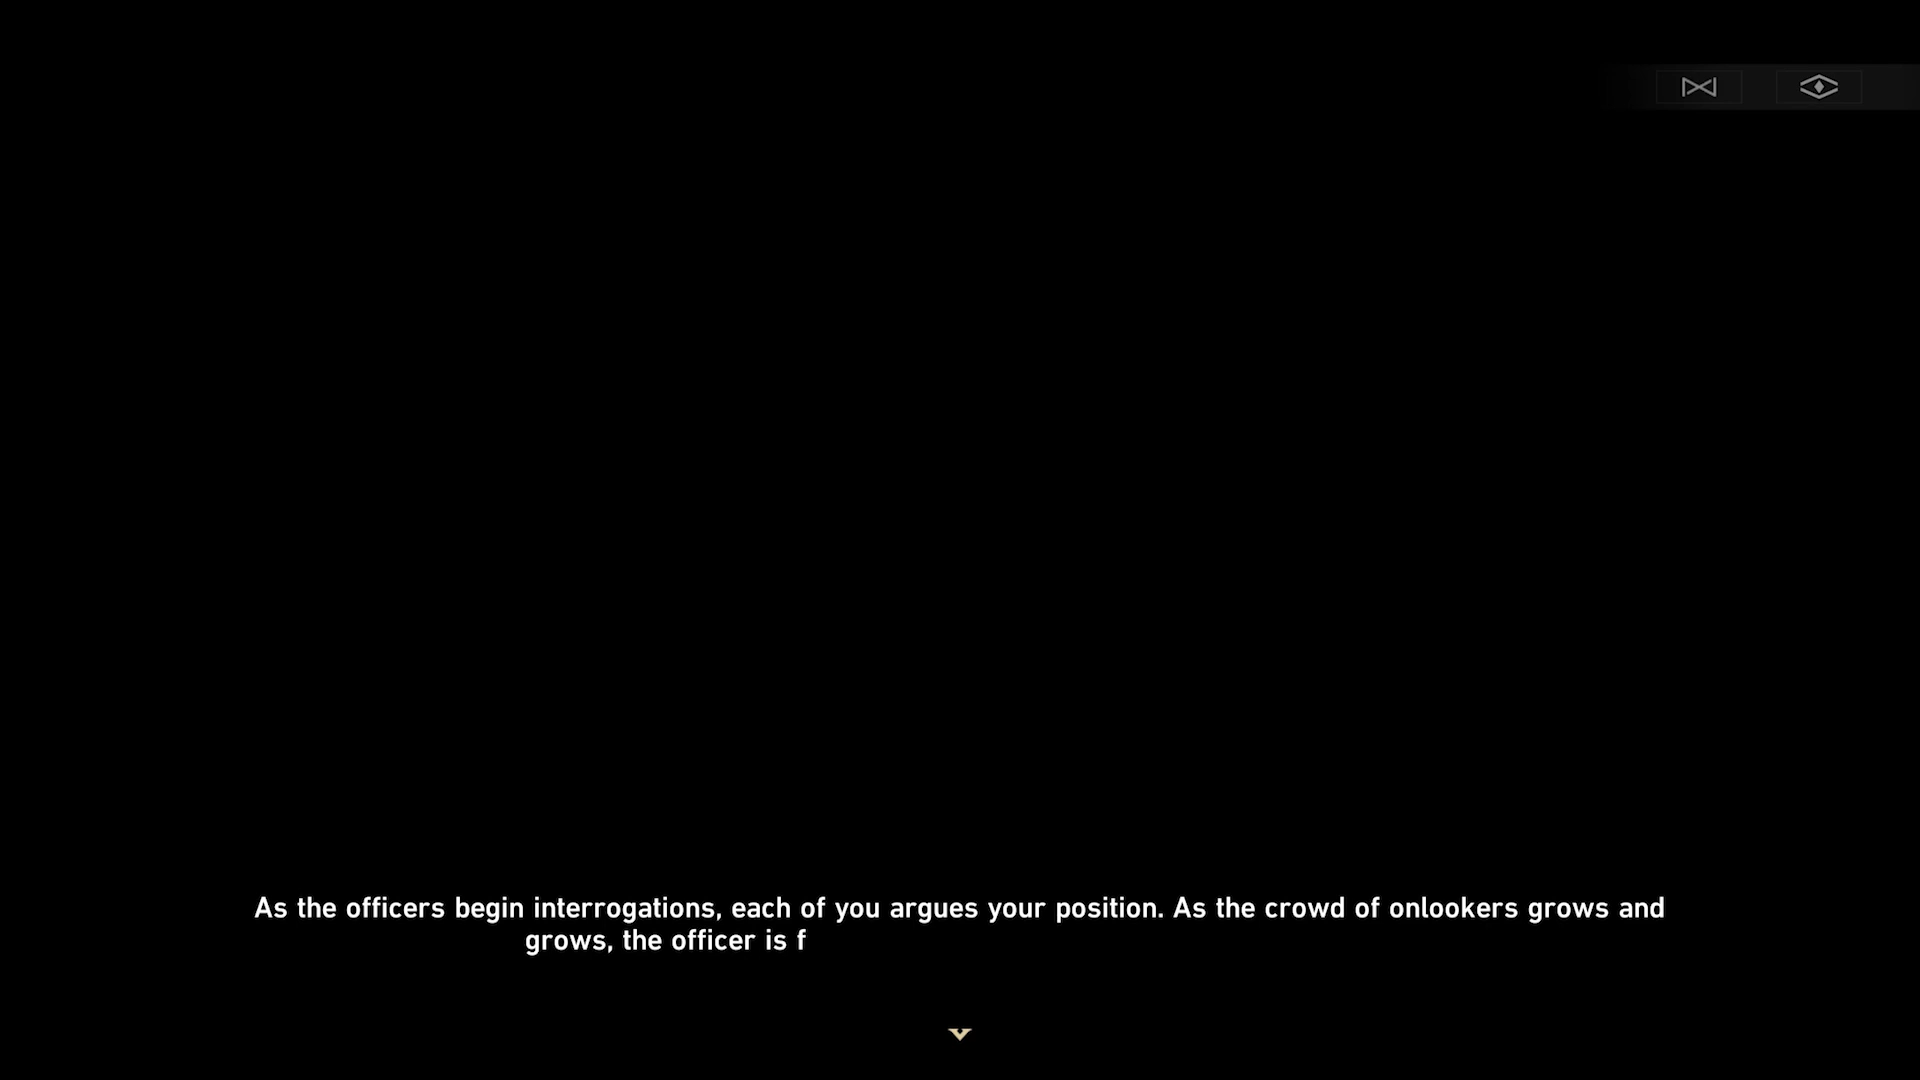 As the officers begin interrogations, each of you argues your position. As the crowd of onlookers grows and
grows, the officer is f